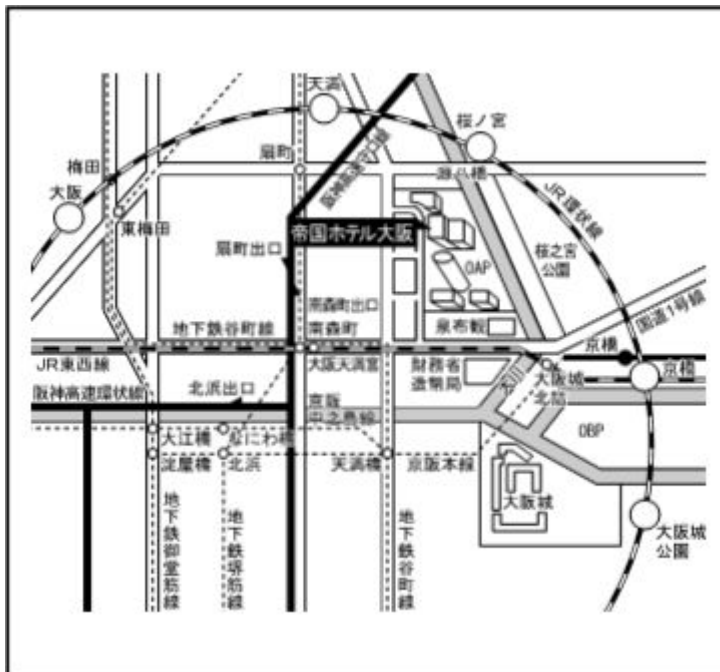 天満
桜ノ宮
梅田
扇町
阪神高速守口線
源八橋
大阪
JR環状線
東梅田
帝国ホテル大阪
扇町出口
OAP
桜之宮
公園
南森町出口
国道1号線
地下鉄谷町線
南森町
泉布観
京橋
JR東西線
大阪天満宮
財務省
造幣局
大川
大阪城
北詰
京橋
阪神高速環状線
北浜出口
京阪
中之島線
大江橋
なにわ橋
OBP
淀屋橋
北浜
天満橋
京阪本線
大阪城
大阪城
公園
地下鉄御堂筋線
地下鉄堺筋線
地下鉄谷町線